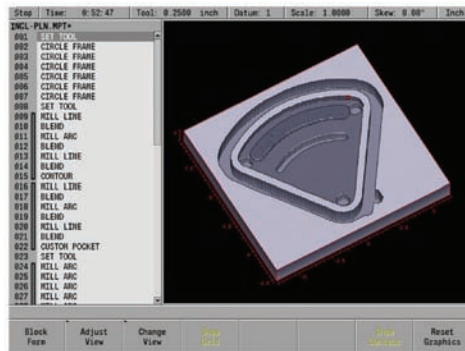 Stop Time: 0:52:47 Tool: 0.2500 inch Datum: 1 Scale: 1.0000 Skew: 0.00° Inch
INCL-PLN.MPT*
001 SET TOOL
002 CIRCLE FRAME
003 CIRCLE FRAME
004 CIRCLE FRAME
005 CIRCLE FRAME
006 CIRCLE FRAME
007 CIRCLE FRAME
008 SET TOOL
009 MILL LINE
010 BLEND
011 MILL ARC
012 BLEND
013 MILL LINE
014 BLEND
015 CONTOUR
016 MILL LINE
017 BLEND
018 MILL ARC
019 BLEND
020 MILL LINE
021 BLEND
022 CUSTOM POCKET
023 SET TOOL
024 MILL ARC
025 MILL ARC
026 MILL ARC
027 MILL ARC
Block Form
Adjust View
Change View
Show Grid
Show Contour
Reset Graphics